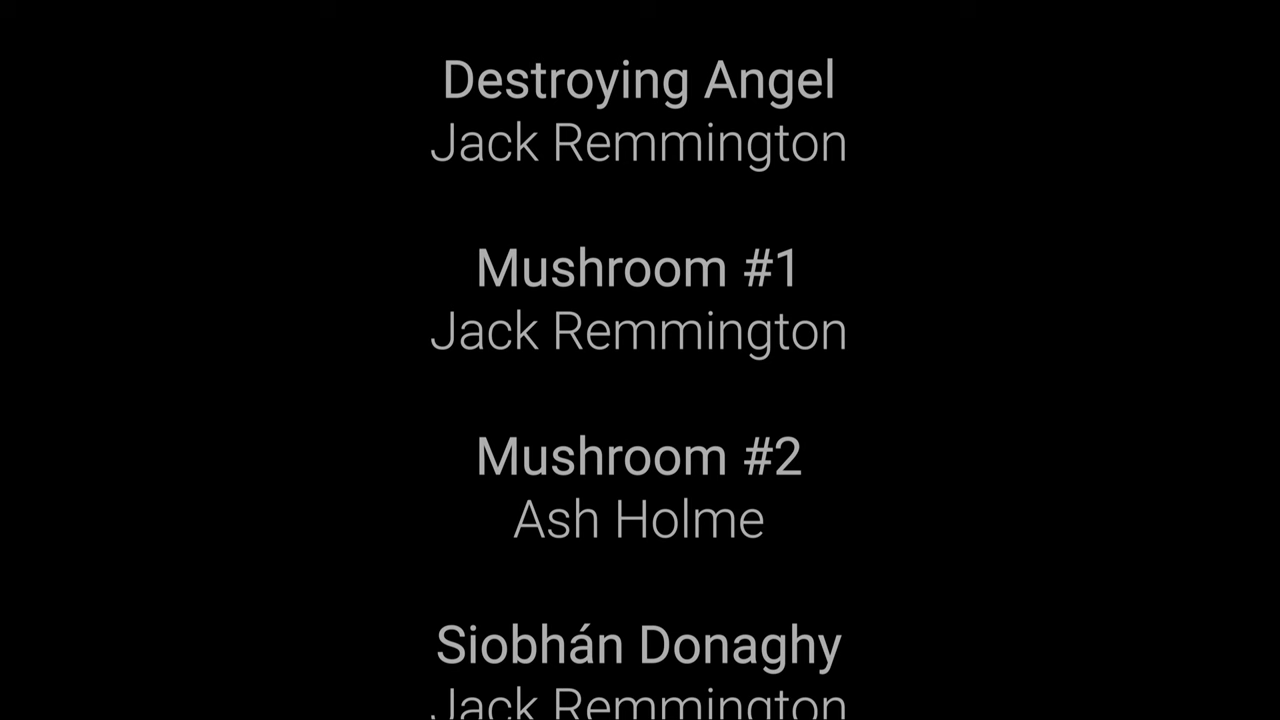 Destroying Angel
Jack Remmington
Mushroom #1
Jack Remmington
Mushroom #2
Ash Holme
Siobhán Donaghy
Jack Remmington